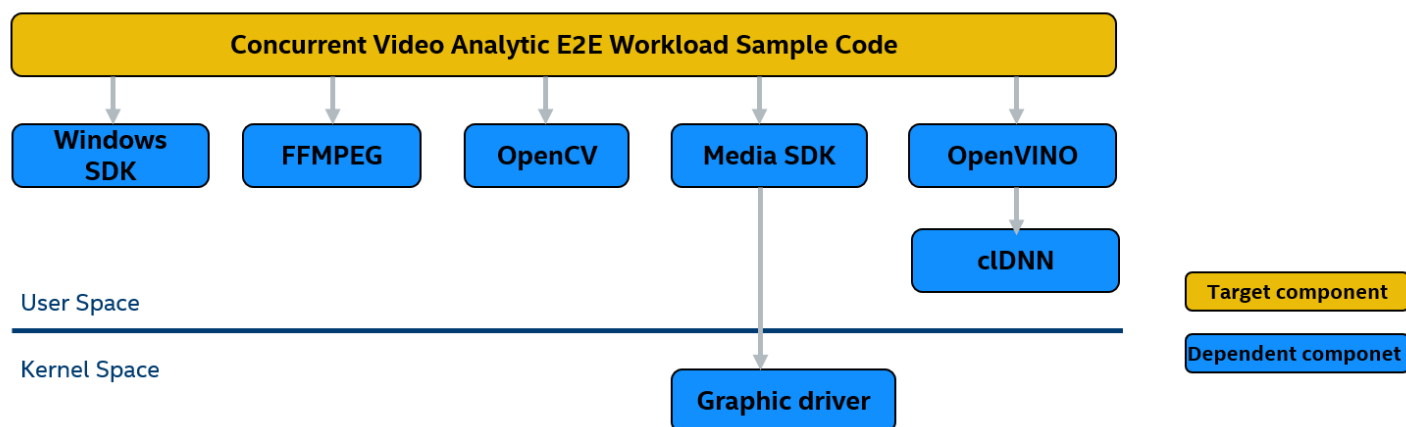 Concurrent Video Analytic E2E Workload Sample Code
Windows
SDK
FFMPEG
OpenCV
Media SDK
OpenVINO
clDNN
User Space
Target component
Dependent componet
Kernel Space
Graphic driver